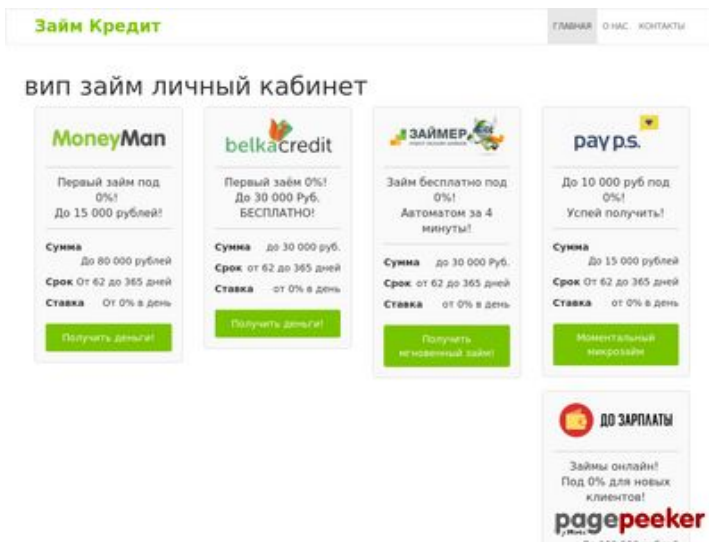 Займ Кредит
ГЛАВНАЯ О НАС КОНТАКТЫ
вип займ личный кабинет
MoneyMan
Первый займ под
0%!
До 15 000 рублей!
Сумма
До 80 000 рублей
Срок От 62 до 365 дней
Ставка От 0% в день
Получить деньги!
belkacredit
Первый заём 0%!
До 30 000 Руб.
БЕСПЛАТНО!
Сумма до 30 000 руб.
Срок от 62 до 365 дней
Ставка от 0% в день
Получить деньги!
ЗАЙМЕР
Займ бесплатно под
0%!
Автоматом за 4
минуты!
Сумма до 30 000 Руб.
Срок от 62 до 365 дней
Ставка от 0% в день
Получить
мгновенный займ!
pay p.s.
До 10 000 руб под
0%!
Успей получить!
Сумма
До 15 000 рублей
Срок От 62 до 365 дней
Ставка от 0% в день
Моментальный
микрозайм
ДО ЗАРПЛАТЫ
Займы онлайн!
Под 0% для новых
клиентов!
pagepeeker